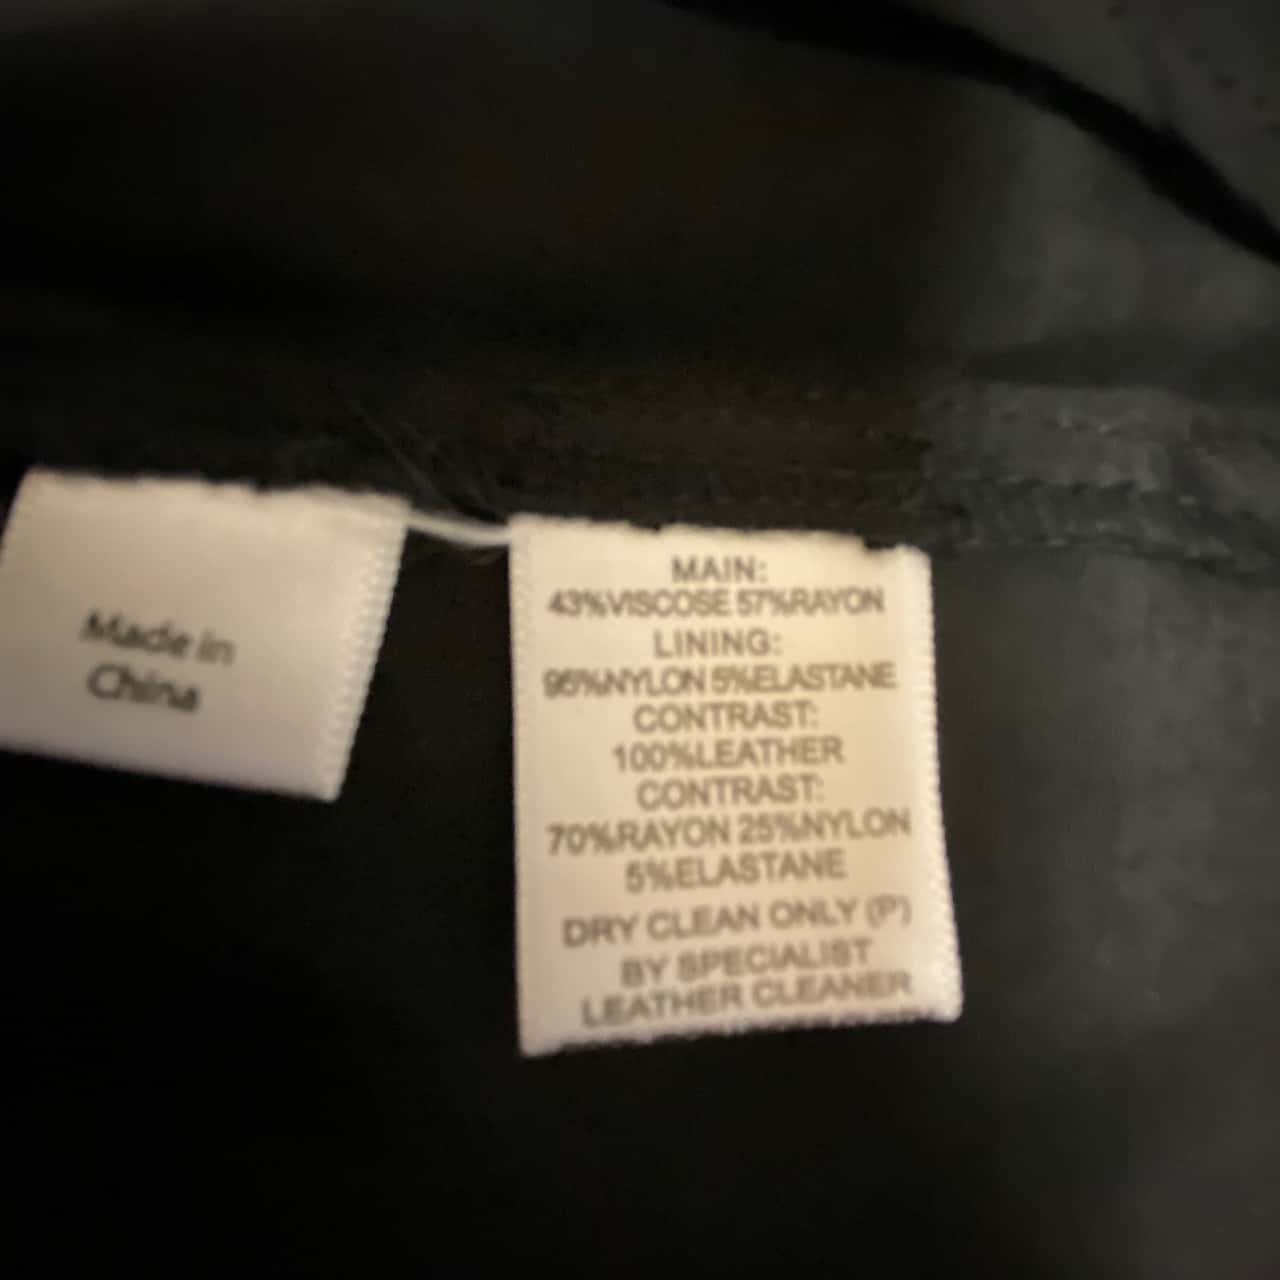 Made in
China
MAIN:
43%VISCOSE 57%RAYON
LINING:
95%NYLON 5%ELASTANE
CONTRAST:
100%LEATHER
CONTRAST:
70%RAYON 25%NYLON
5%ELASTANE
DRY CLEAN ONLY (P)
BY SPECIALIST
LEATHER CLEANER